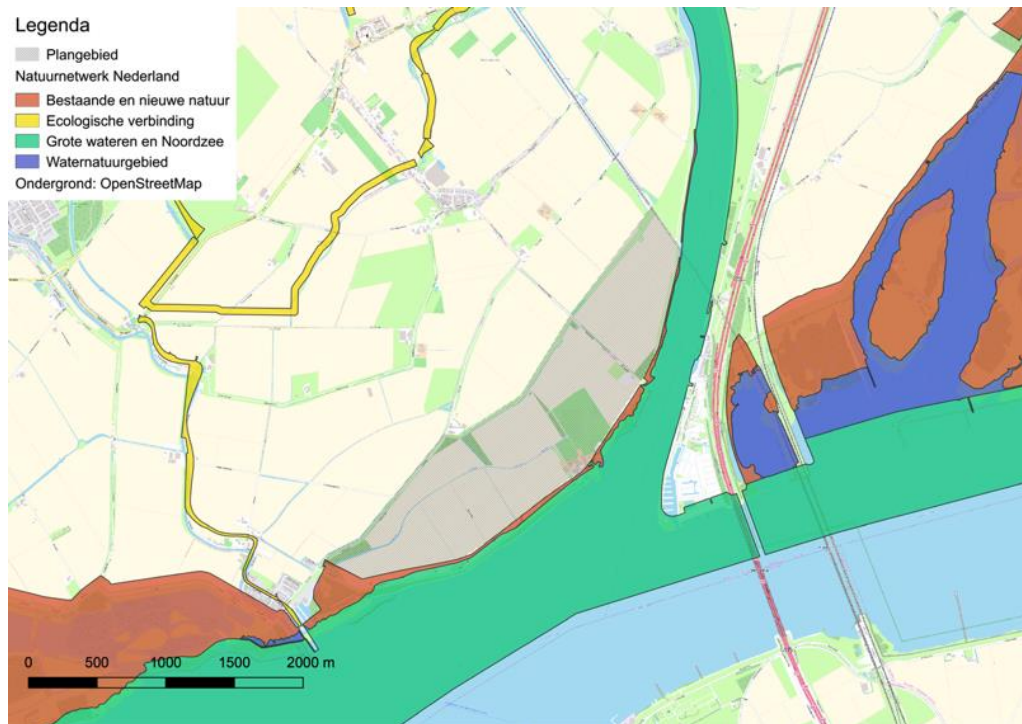 Legenda
Plangebied
Natuurnetwerk Nederland
Bestaande en nieuwe natuur
Ecologische verbinding
Grote wateren en Noordzee
Waternatuurgebied
Ondergrond: OpenStreetMap
0 500 1000 1500 2000 m